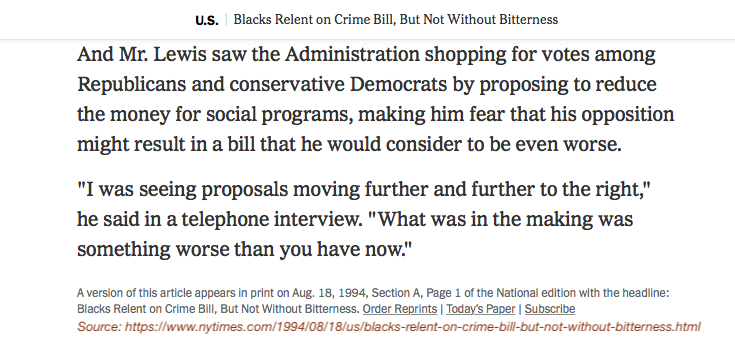 U.S. | Blacks Relent on Crime Bill, But Not Without Bitterness
And Mr. Lewis saw the Administration shopping for votes among
Republicans and conservative Democrats by proposing to reduce
the money for social programs, making him fear that his opposition
might result in a bill that he would consider to be even worse.
"I was seeing proposals moving further and further to the right,"
he said in a telephone interview. "What was in the making was
something worse than you have now."
A version of this article appears in print on Aug. 18, 1994, Section A, Page 1 of the National edition with the headline:
Blacks Relent on Crime Bill, But Not Without Bitterness. Order Reprints | Today's Paper | Subscribe
Source: https://www.nytimes.com/1994/08/18/us/blacks-relent-on-crime-bill-but-not-without-bitterness.html